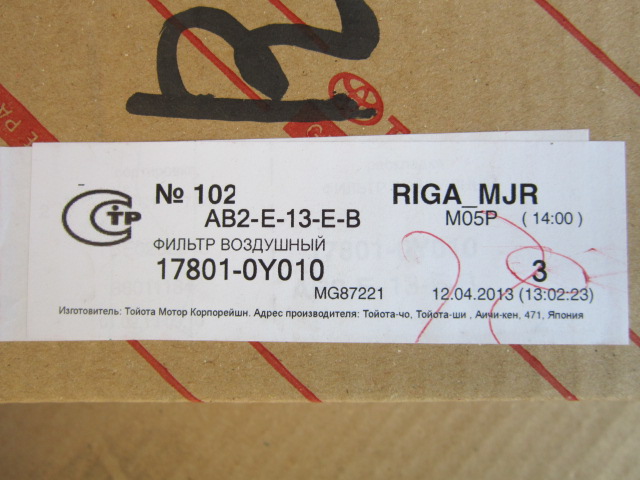 R
СТР
№ 102 RIGA_MJR
AB2-E-13-E-B M05P ( 14:00 )
ФИЛЬТР ВОЗДУШНЫЙ
17801-0Y010 3
MG87221 12.04.2013 (13:02:23)
Изготовитель: Тойота Мотор Корпорейшн. Адрес производителя: Тойота-чо, Тойота-ши , Аичи-кен, 471, Япония